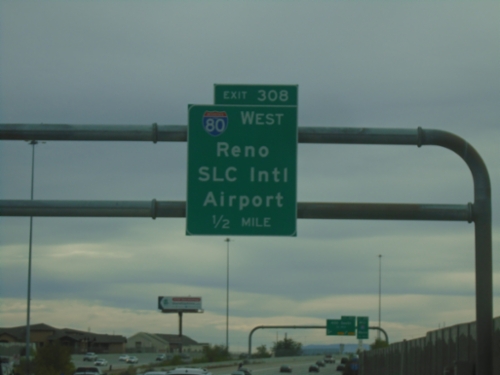 EXIT 308
80 WEST
Reno
SLC Intl
Airport
1/2 MILE